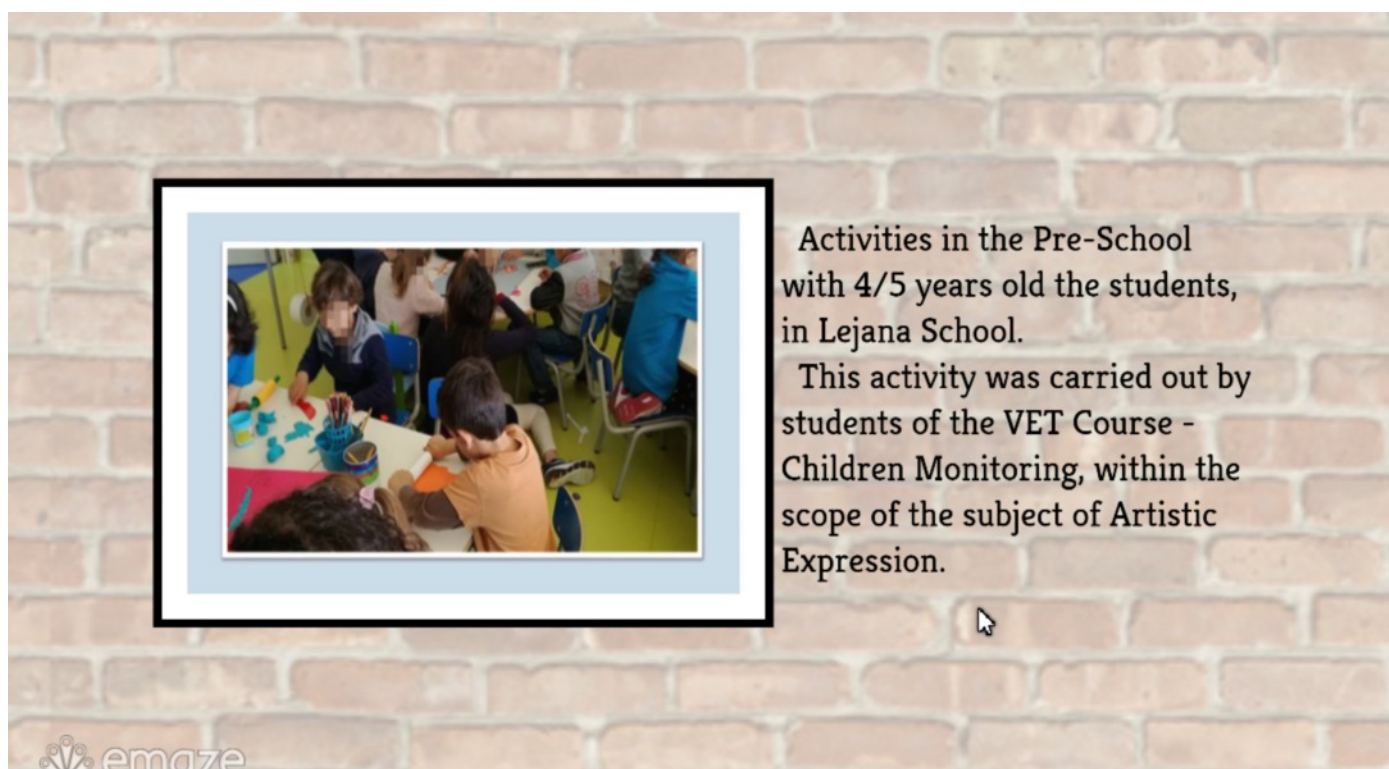 Activities in the Pre-School
with 4/5 years old the students,
in Lejana School.
This activity was carried out by
students of the VET Course -
Children Monitoring, within the
scope of the subject of Artistic
Expression.
emaze